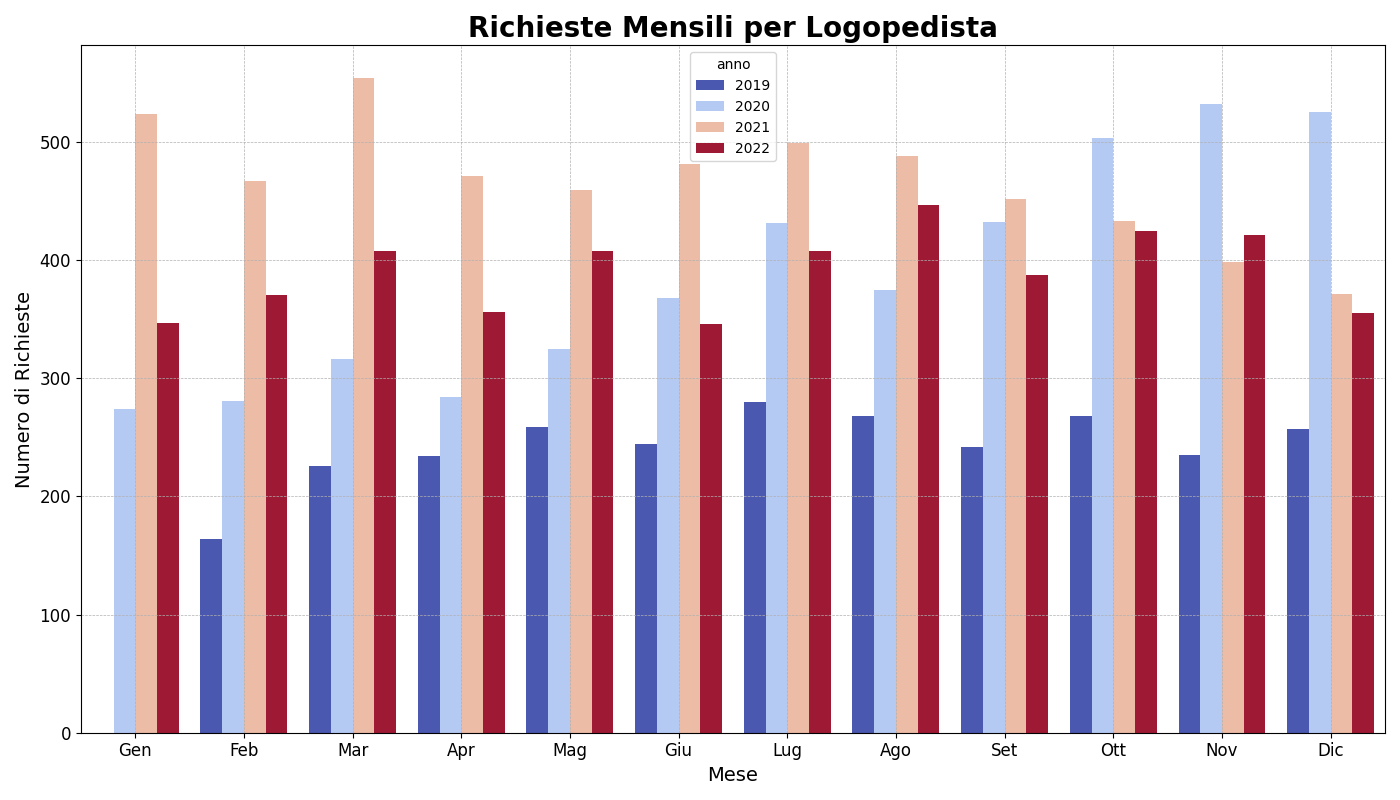 Richieste Mensili per Logopedista
anno
2019
2020
2021
2022
Numero di Richieste
500
400
300
200
100
0
Gen Feb Mar Apr Mag Giu Lug Ago Set Ott Nov Dic
Mese